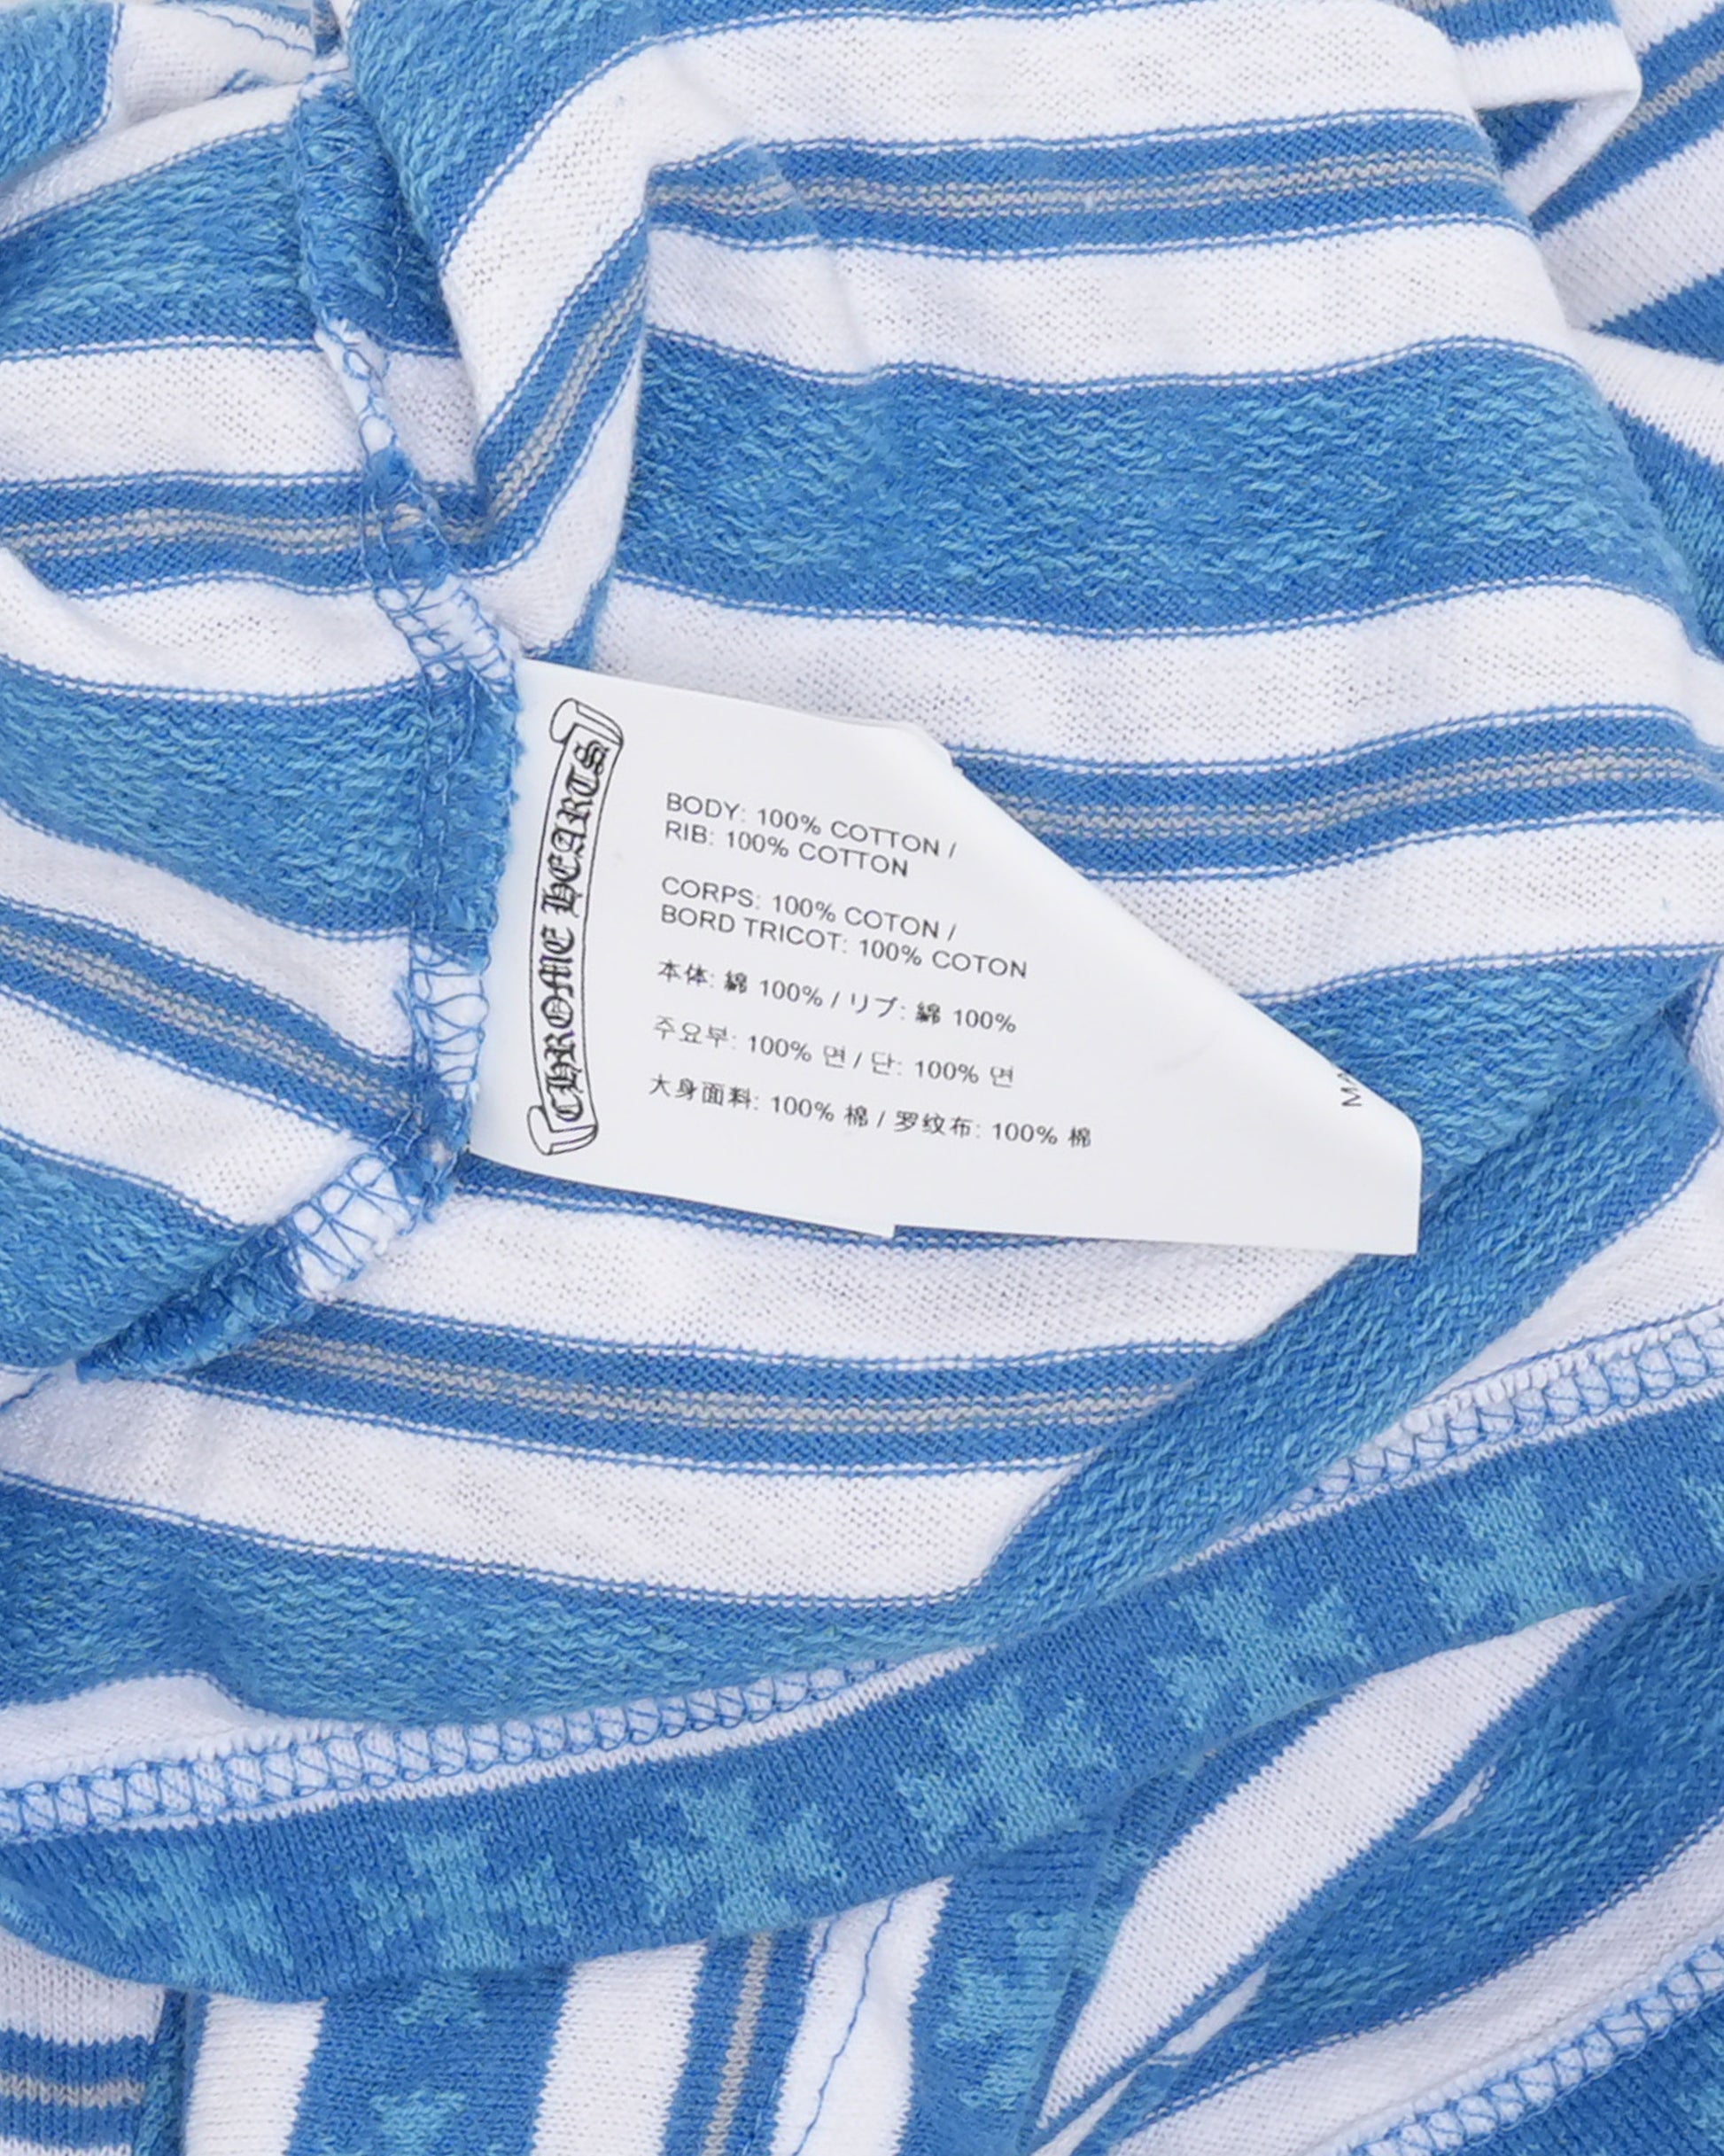 CHROME HEARTS
BODY: 100% COTTON /
RIB: 100% COTTON
CORPS: 100% COTON /
BORD TRICOT: 100% COTON
本体: 綿 100% / リブ: 綿 100%
주요부: 100% 면 / 단: 100% 면
大身面料: 100% 棉 / 罗纹布: 100% 棉